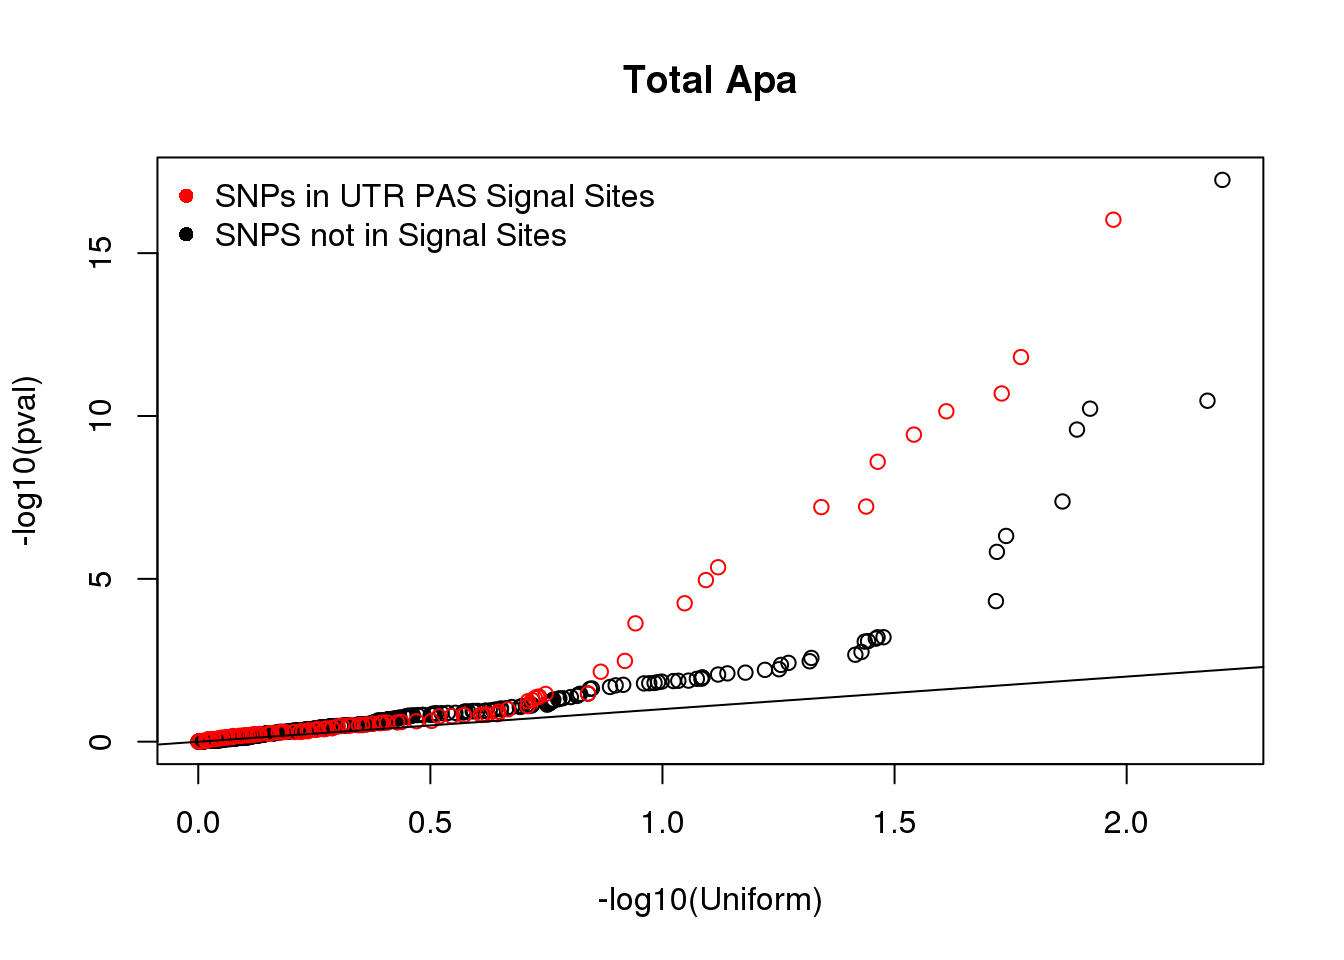 Total Apa
SNPs in UTR PAS Signal Sites
SNPS not in Signal Sites
15
10
5
0
-log10(pval)
0.0 0.5 1.0 1.5 2.0
-log10(Uniform)